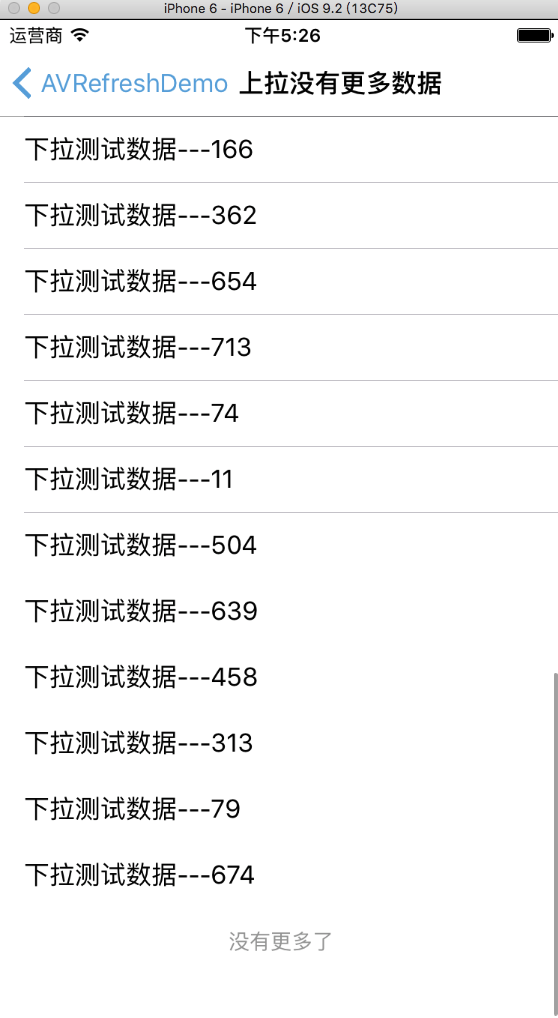 iPhone 6 - iPhone 6 / iOS 9.2 (13C75)
运营商 下午5:26
AVRefreshDemo 上拉没有更多数据
下拉测试数据---166
下拉测试数据---362
下拉测试数据---654
下拉测试数据---713
下拉测试数据---74
下拉测试数据---11
下拉测试数据---504
下拉测试数据---639
下拉测试数据---458
下拉测试数据---313
下拉测试数据---79
下拉测试数据---674
没有更多了